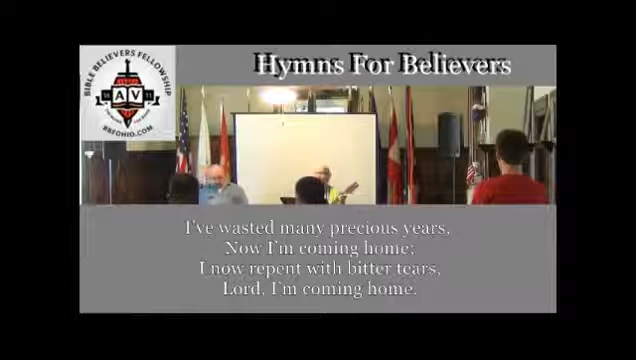 Hymns For Believers
BIBLE BELIEVERS FELLOWSHIP
AV
BBFOHIO.COM
I've wasted many precious years,
Now I'm coming home;
I now repent with bitter tears,
Lord, I'm coming home.